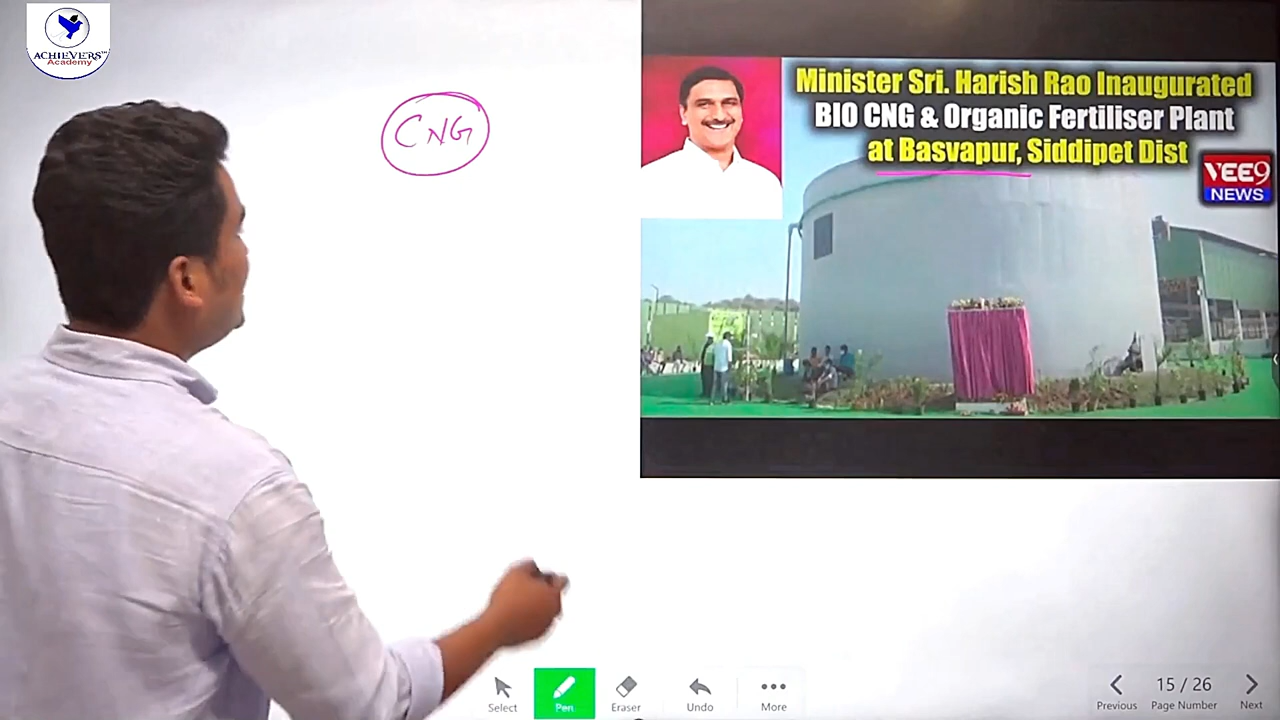 ACHIEVERS™
Academy
CNG
Minister Sri. Harish Rao Inaugurated
BIO CNG & Organic Fertiliser Plant
at Basvapur, Siddipet Dist
VEE9
NEWS
Select
Pen
Eraser
Undo
More
15 / 26
Previous
Page Number
Next